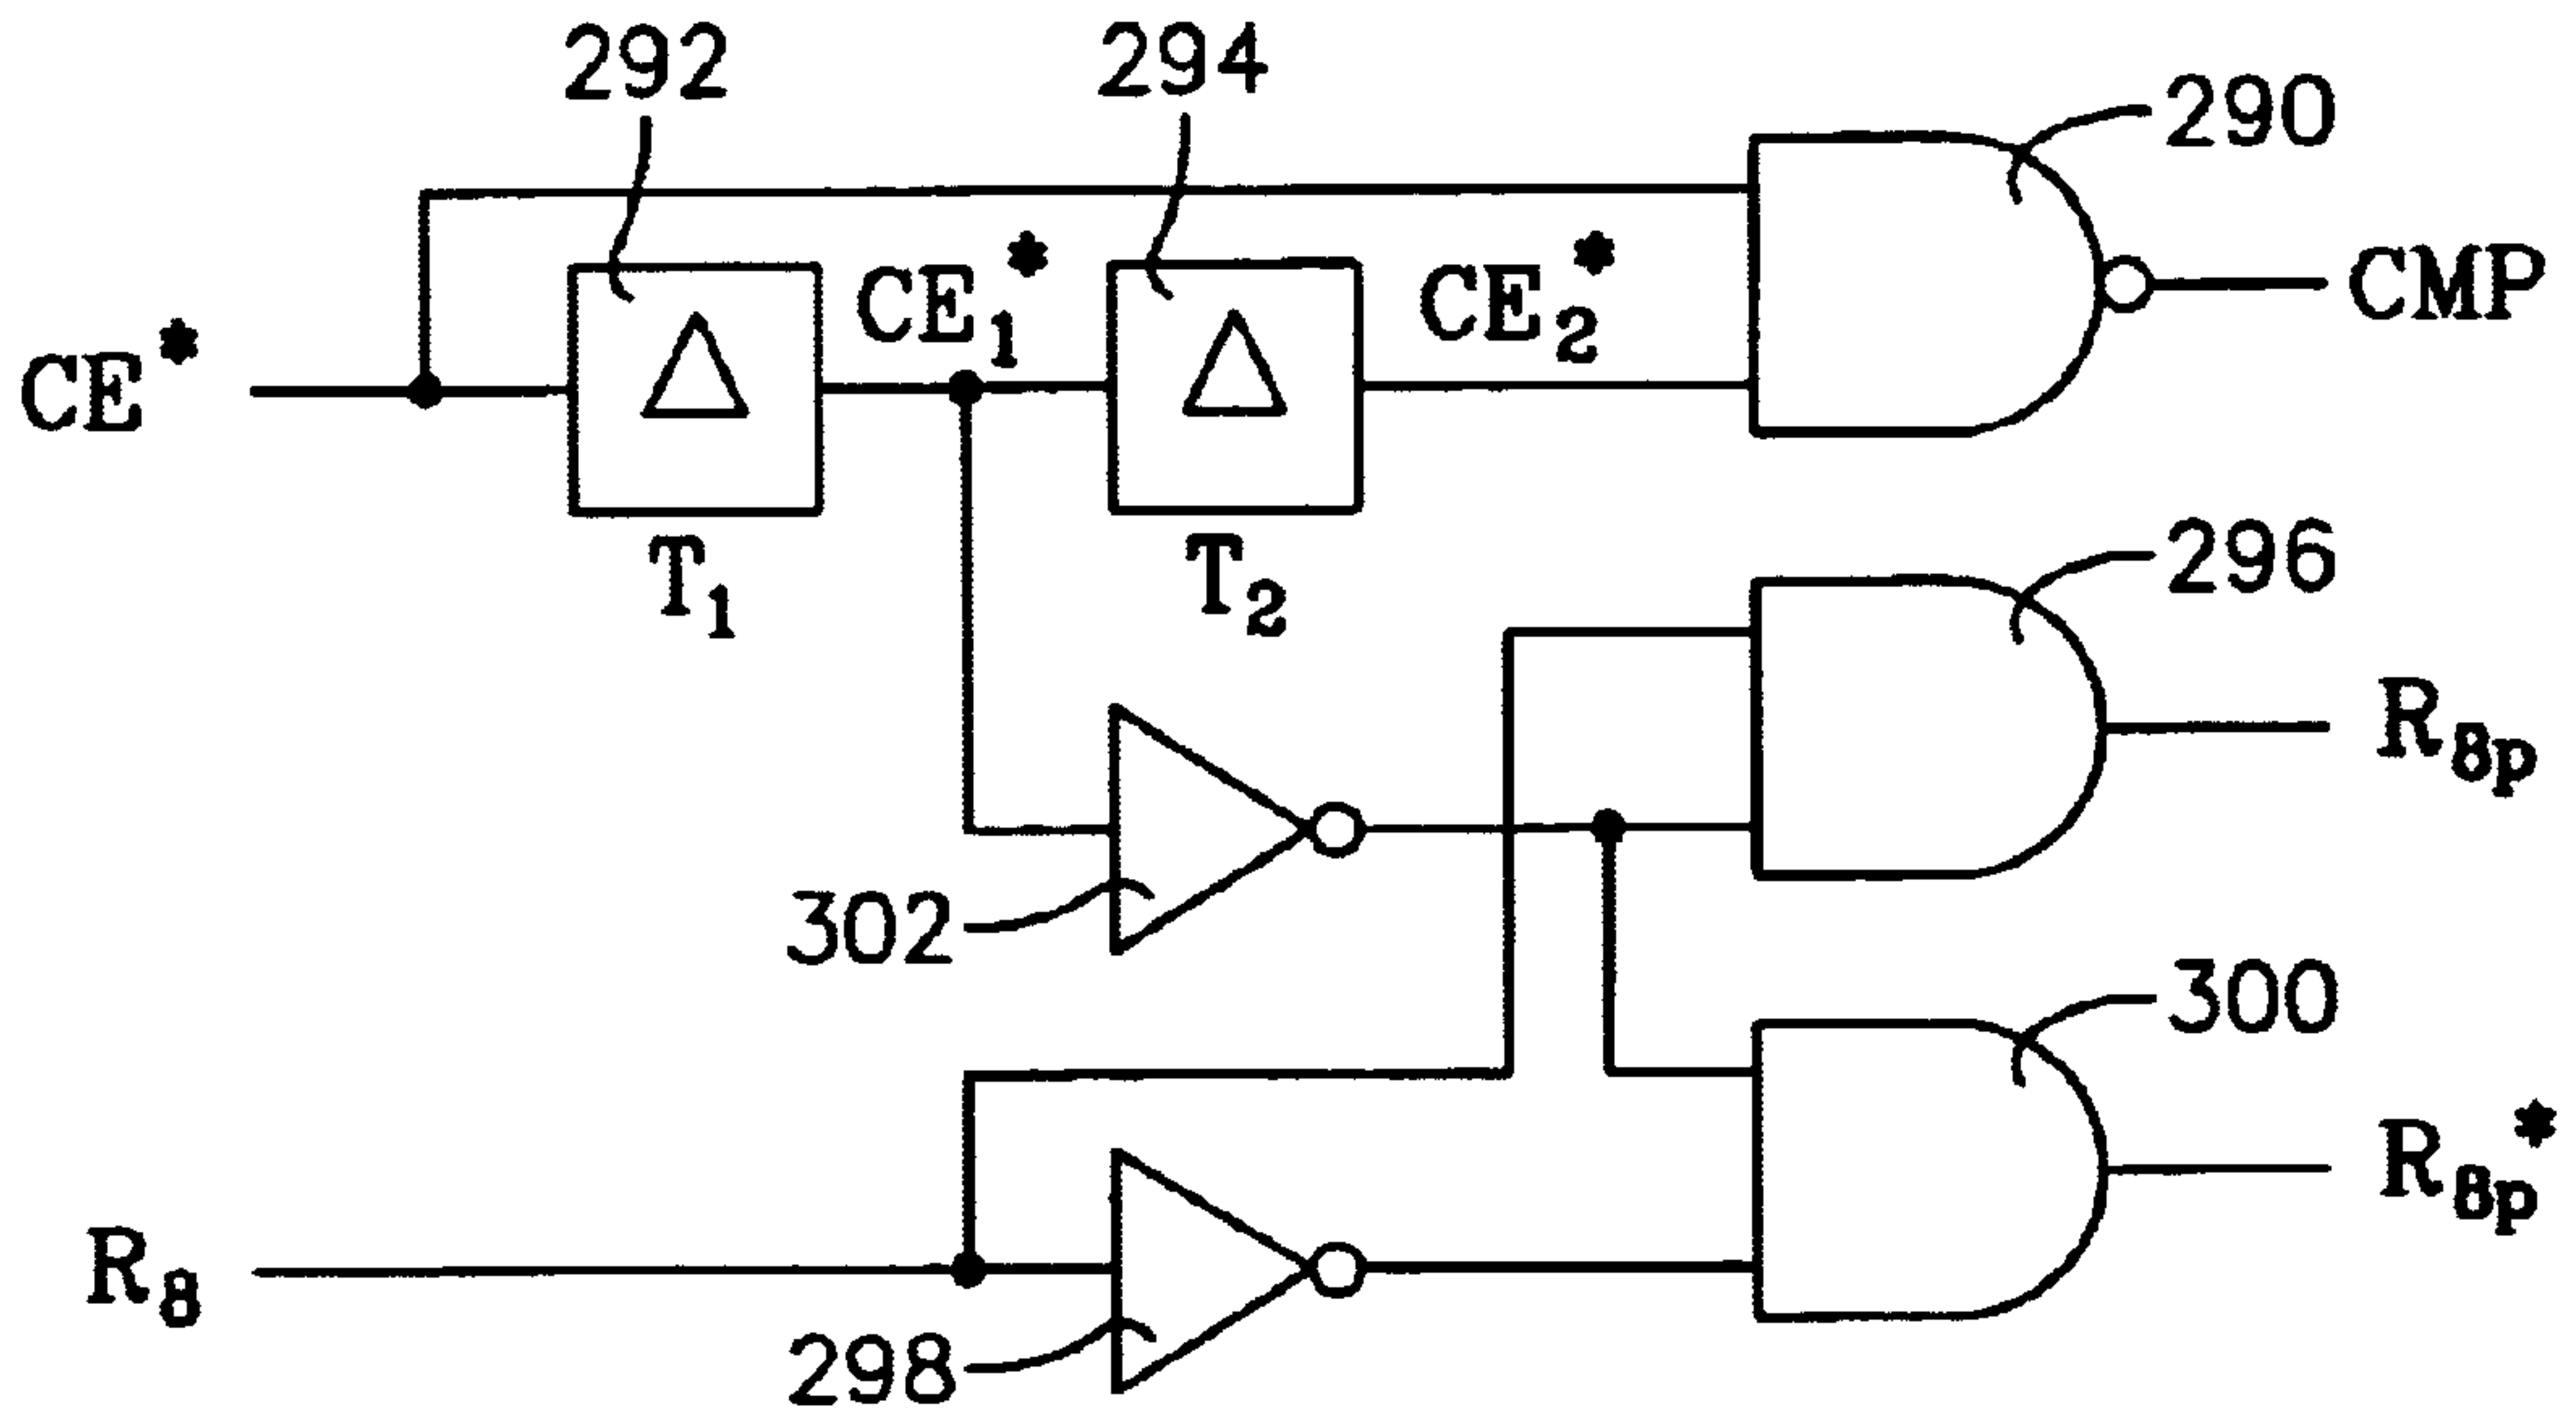 292
294
290
CE*
CE₁*
CE₂*
CMP
T₁
T₂
296
R₈ₚ
302
300
R₈ₚ*
R₈
298